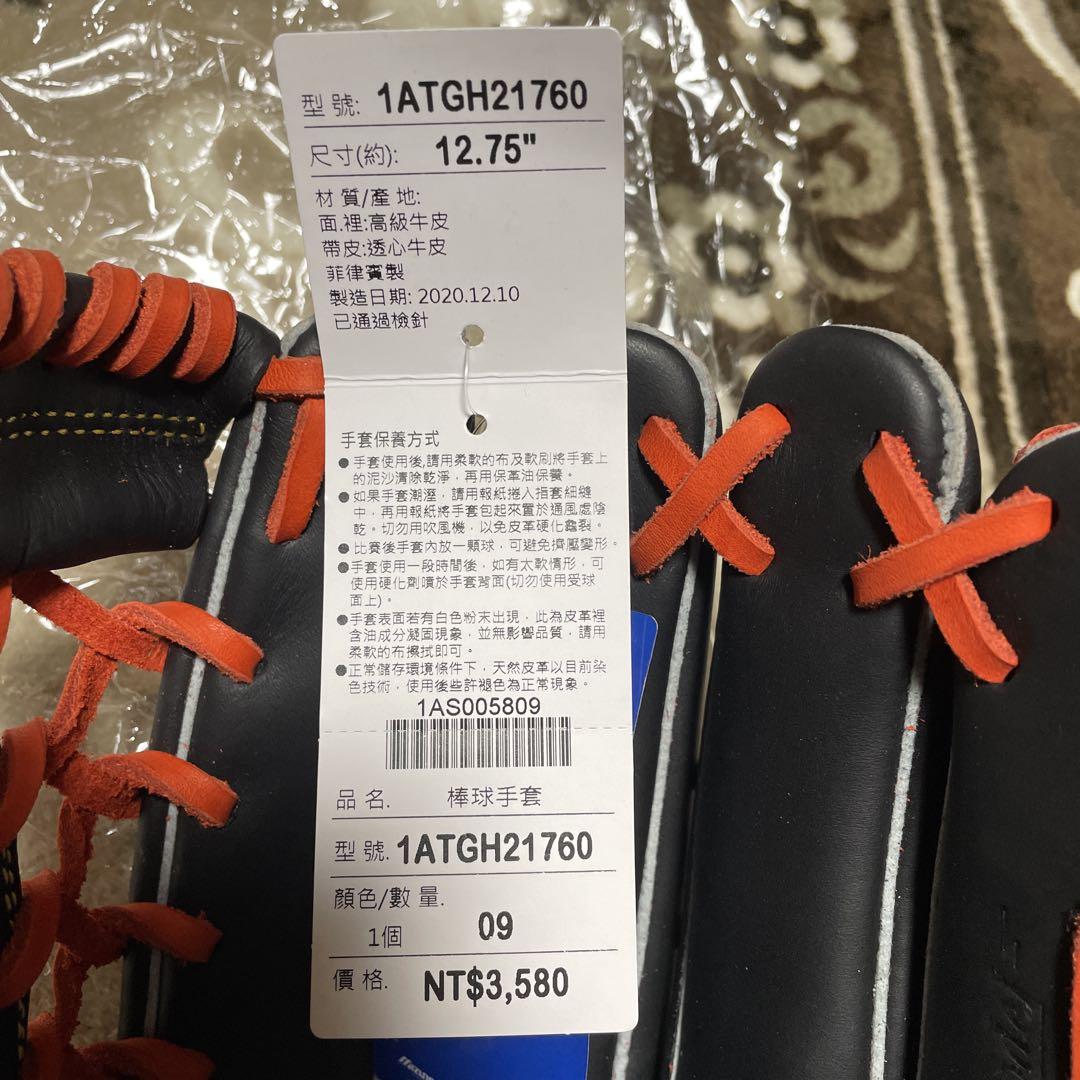 型 號: 1ATGH21760
尺寸(約): 12.75"
材 質/產 地:
面.裡:高級牛皮
帶皮:透心牛皮
菲律賓製
製造日期: 2020.12.10
已通過檢針
手套保養方式
●手套使用後,請用柔軟的布及軟刷將手套上
的泥沙清除乾淨，再用保革油保養。
●如果手套潮溼，請用報紙捲入指套細縫
中，再用報紙將手套包起來置於通風處陰
乾。切勿用吹風機，以免皮革硬化龜裂。
●比賽後手套內放一顆球，可避免擠壓變形。
●手套使用一段時間後，如有太軟情形，可
使用硬化劑噴於手套背面(切勿使用受球
面上)。
●手套表面若有白色粉末出現，此為皮革裡
含油成分凝固現象，並無影響品質，請用
柔軟的布擦拭即可。
●正常儲存環境條件下，天然皮革以目前染
色技術，使用後些許褪色為正常現象。
1AS005809
品 名. 棒球手套
型 號. 1ATGH21760
顏色/數 量.
1個 09
價 格. NT$3,580